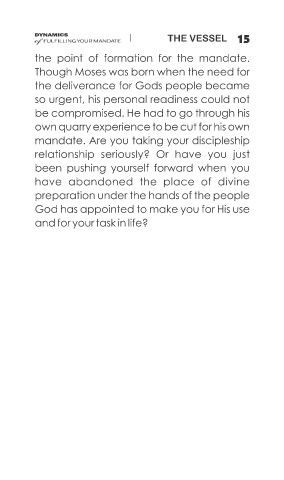 DYNAMICS
of FULFILLING YOUR MANDATE | THE VESSEL 15
the point of formation for the mandate.
Though Moses was born when the need for
the deliverance for Gods people became
so urgent, his personal readiness could not
be compromised. He had to go through his
own quarry experience to be cut for his own
mandate. Are you taking your discipleship
relationship seriously? Or have you just
been pushing yourself forward when you
have abandoned the place of divine
preparation under the hands of the people
God has appointed to make you for His use
and for your task in life?